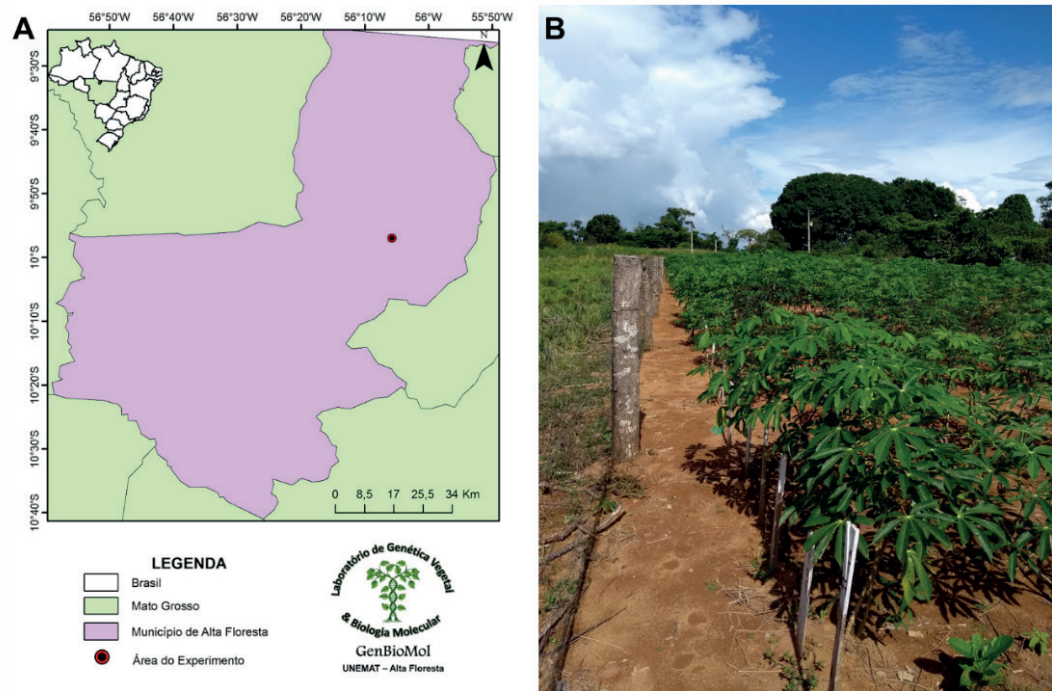 A
56°50'W 56°40'W 56°30'W 56°20'W 56°10'W 56°W 55°50'W
N
9°30'S
9°40'S
9°50'S
10°S
10°10'S
10°20'S
10°30'S
10°40'S
0 8,5 17 25,5 34 Km
LEGENDA
Brasil
Mato Grosso
Município de Alta Floresta
Área do Experimento
Laboratório de Genética Vegetal
& Biologia Molecular
GenBioMol
UNEMAT – Alta Floresta
B